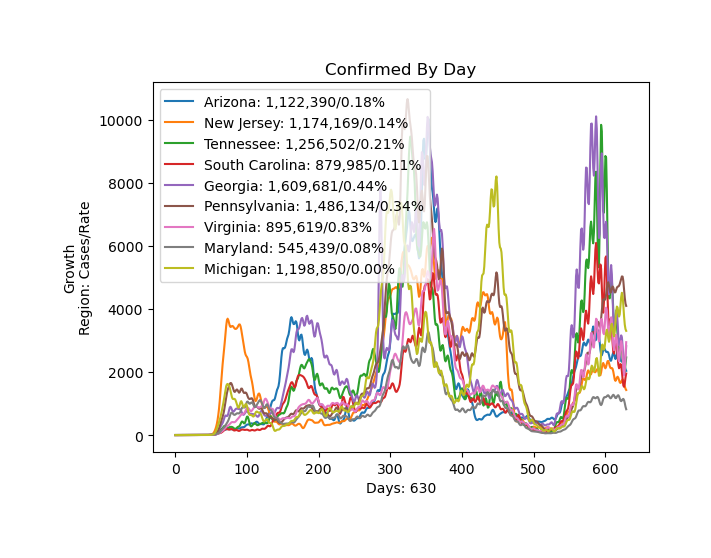 Confirmed By Day
Growth
Region: Cases/Rate
10000
8000
6000
4000
2000
0
Arizona: 1,122,390/0.18%
New Jersey: 1,174,169/0.14%
Tennessee: 1,256,502/0.21%
South Carolina: 879,985/0.11%
Georgia: 1,609,681/0.44%
Pennsylvania: 1,486,134/0.34%
Virginia: 895,619/0.83%
Maryland: 545,439/0.08%
Michigan: 1,198,850/0.00%
0 100 200 300 400 500 600
Days: 630